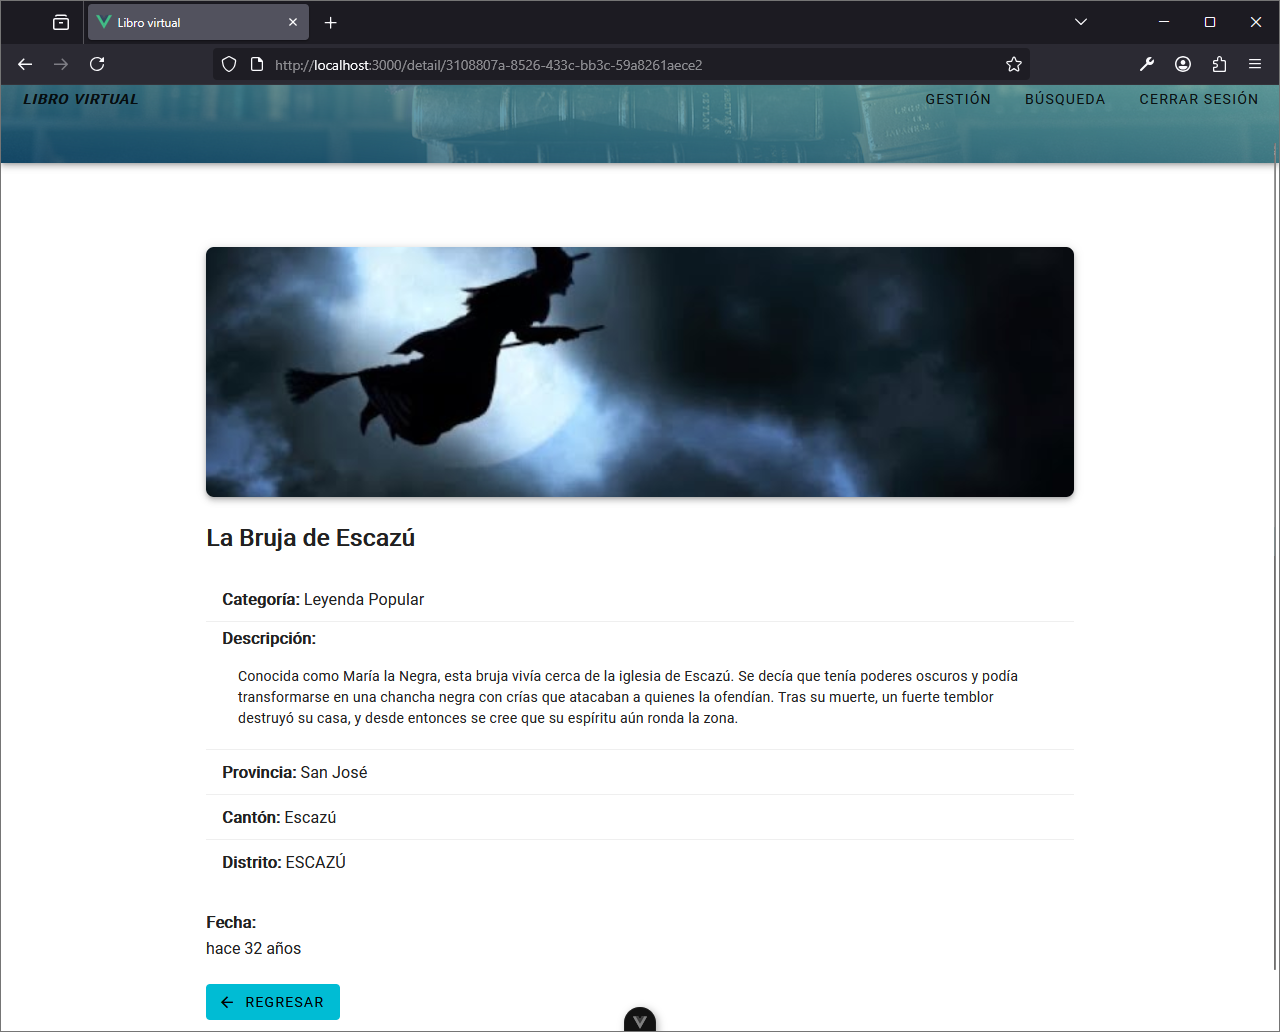 Libro virtual
http://localhost:3000/detail/3108807a-8526-433c-bb3c-59a8261aece2
LIBRO VIRTUAL
GESTIÓN BÚSQUEDA CERRAR SESIÓN
La Bruja de Escazú
Categoría: Leyenda Popular
Descripción:
Conocida como María la Negra, esta bruja vivía cerca de la iglesia de Escazú. Se decía que tenía poderes oscuros y podía
transformarse en una chancha negra con crías que atacaban a quienes la ofendían. Tras su muerte, un fuerte temblor
destruyó su casa, y desde entonces se cree que su espíritu aún ronda la zona.
Provincia: San José
Cantón: Escazú
Distrito: ESCAZÚ
Fecha:
hace 32 años
REGRESAR